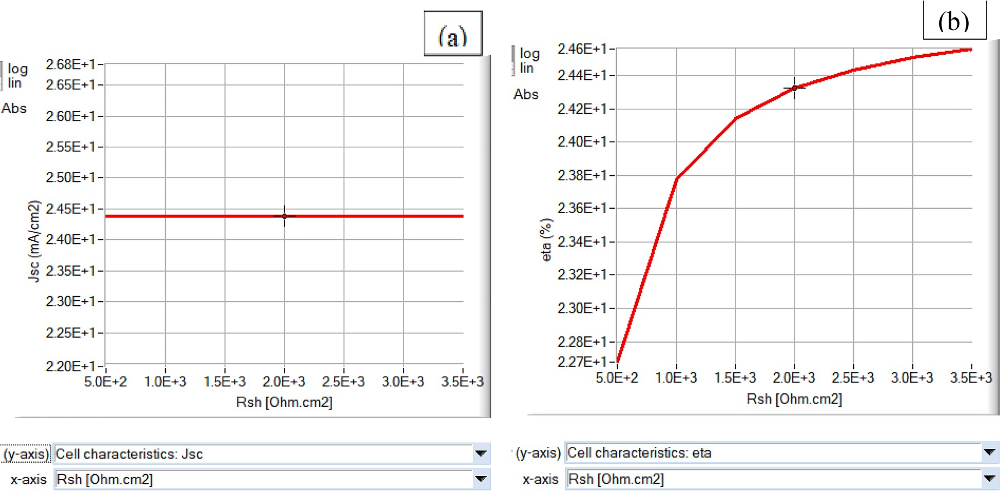 (a)
log
lin
Abs
2.68E+1
2.65E+1
2.60E+1
2.55E+1
2.50E+1
2.45E+1
2.40E+1
2.35E+1
2.30E+1
2.25E+1
2.20E+1
Jsc (mA/cm2)
5.0E+2 1.0E+3 1.5E+3 2.0E+3 2.5E+3 3.0E+3 3.5E+3
Rsh [Ohm.cm2]
(y-axis) Cell characteristics: Jsc
x-axis Rsh [Ohm.cm2]
(b)
log
lin
Abs
2.46E+1
2.44E+1
2.42E+1
2.40E+1
2.38E+1
2.36E+1
2.34E+1
2.32E+1
2.30E+1
2.28E+1
2.27E+1
eta (%)
5.0E+2 1.0E+3 1.5E+3 2.0E+3 2.5E+3 3.0E+3 3.5E+3
Rsh [Ohm.cm2]
(y-axis) Cell characteristics: eta
x-axis Rsh [Ohm.cm2]